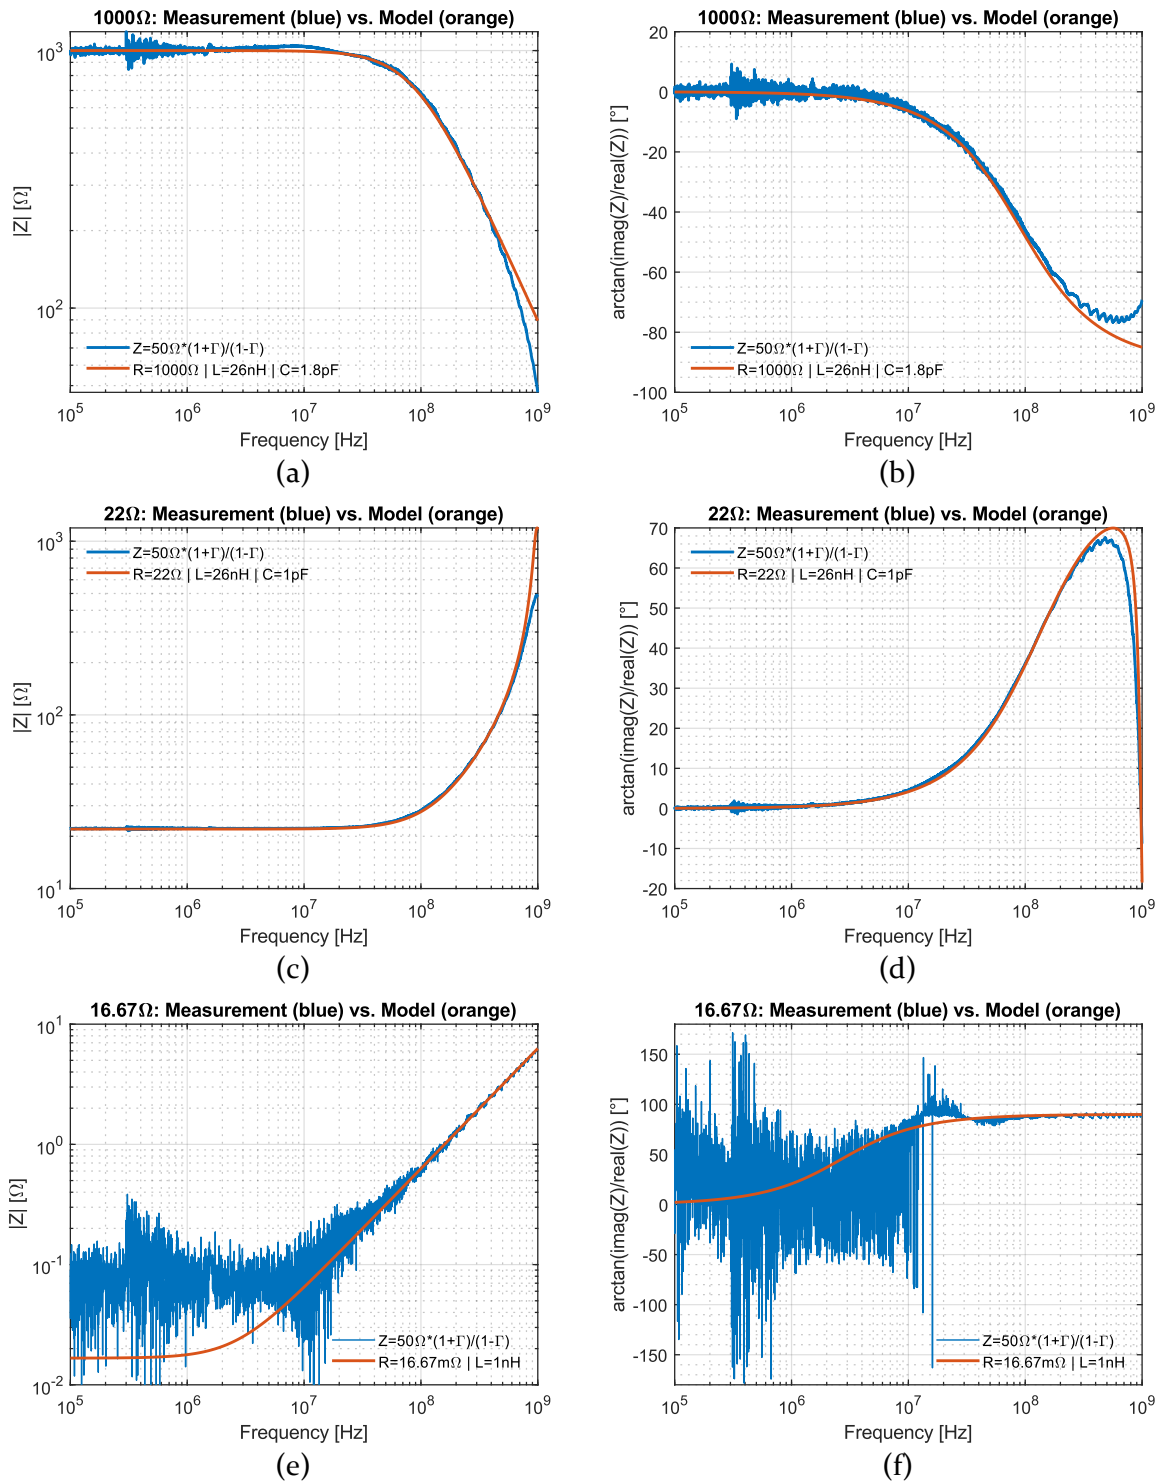 1000Ω: Measurement (blue) vs. Model (orange)
10³
10²
|Z| [Ω]
Z=50Ω*(1+Γ)/(1-Γ)
R=1000Ω | L=26nH | C=1.8pF
10⁵ 10⁶ 10⁷ 10⁸ 10⁹
Frequency [Hz]
(a)
1000Ω: Measurement (blue) vs. Model (orange)
20
0
-20
-40
-60
-80
-100
arctan(imag(Z)/real(Z)) [°]
Z=50Ω*(1+Γ)/(1-Γ)
R=1000Ω | L=26nH | C=1.8pF
10⁵ 10⁶ 10⁷ 10⁸ 10⁹
Frequency [Hz]
(b)
22Ω: Measurement (blue) vs. Model (orange)
10³
10²
10¹
|Z| [Ω]
Z=50Ω*(1+Γ)/(1-Γ)
R=22Ω | L=26nH | C=1pF
10⁵ 10⁶ 10⁷ 10⁸ 10⁹
Frequency [Hz]
(c)
22Ω: Measurement (blue) vs. Model (orange)
70
60
50
40
30
20
10
0
-10
-20
arctan(imag(Z)/real(Z)) [°]
Z=50Ω*(1+Γ)/(1-Γ)
R=22Ω | L=26nH | C=1pF
10⁵ 10⁶ 10⁷ 10⁸ 10⁹
Frequency [Hz]
(d)
16.67Ω: Measurement (blue) vs. Model (orange)
10¹
10⁰
10⁻¹
10⁻²
|Z| [Ω]
Z=50Ω*(1+Γ)/(1-Γ)
R=16.67mΩ | L=1nH
10⁵ 10⁶ 10⁷ 10⁸ 10⁹
Frequency [Hz]
(e)
16.67Ω: Measurement (blue) vs. Model (orange)
150
100
50
0
-50
-100
-150
arctan(imag(Z)/real(Z)) [°]
Z=50Ω*(1+Γ)/(1-Γ)
R=16.67mΩ | L=1nH
10⁵ 10⁶ 10⁷ 10⁸ 10⁹
Frequency [Hz]
(f)